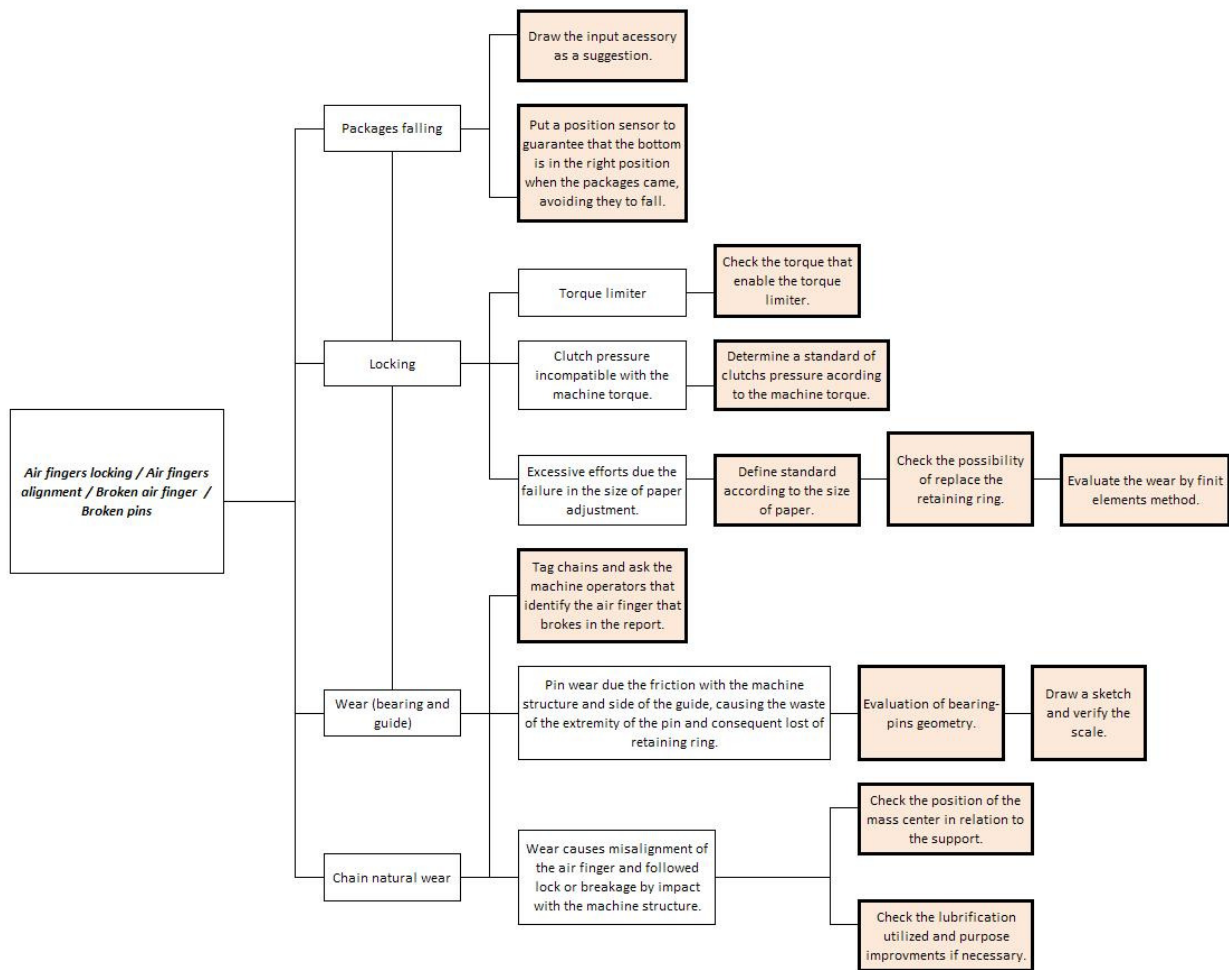 Draw the input acessory
as a suggestion.
Packages falling
Put a position sensor to
guarantee that the bottom
is in the right position
when the packages came,
avoiding they to fall.
Torque limiter
Check the torque that
enable the torque
limiter.
Locking
Clutch pressure
incompatible with the
machine torque.
Determine a standard of
clutchs pressure acording
to the machine torque.
Air fingers locking / Air fingers
alignment / Broken air finger /
Broken pins
Excessive efforts due the
failure in the size of paper
adjustment.
Define standard
according to the size
of paper.
Check the possibility
of replace the
retaining ring.
Evaluate the wear by finit
elements method.
Tag chains and ask the
machine operators that
identify the air finger that
brokes in the report.
Wear (bearing and
guide)
Pin wear due the friction with the machine
structure and side of the guide, causing the waste
of the extremity of the pin and consequent lost of
retaining ring.
Evaluation of bearing-
pins geometry.
Draw a sketch
and verify the
scale.
Check the position of the
mass center in relation to
the support.
Chain natural wear
Wear causes misalignment of
the air finger and followed
lock or breakage by impact
with the machine structure.
Check the lubrification
utilized and purpose
improvments if necessary.